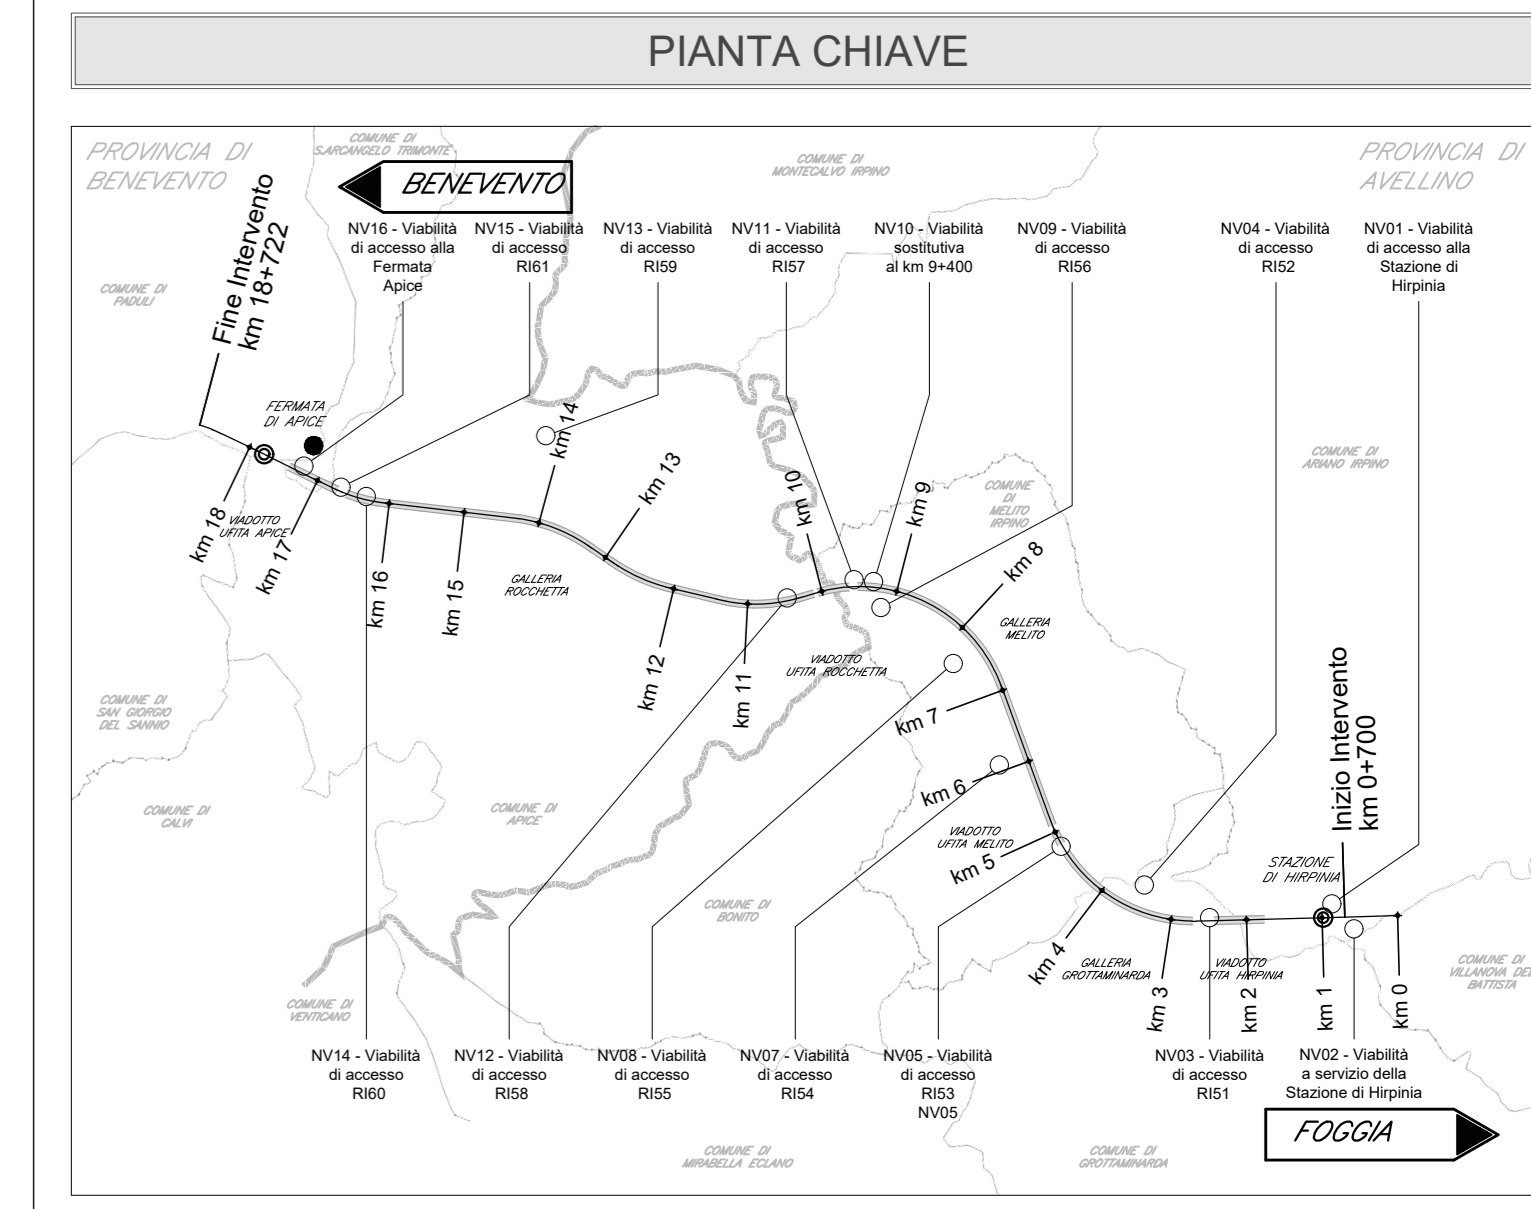 PIANTA CHIAVE
PROVINCIA DI
BENEVENTO
COMUNE DI
S.ARCANGELO TRIMONTE
BENEVENTO
COMUNE DI
MONTECALVO IRPINO
PROVINCIA DI
AVELLINO
NV16 - Viabilità
di accesso alla
Fermata
Apice
NV15 - Viabilità
di accesso
RI61
NV13 - Viabilità
di accesso
RI59
NV11 - Viabilità
di accesso
RI57
NV10 - Viabilità
sostitutiva
al km 9+400
NV09 - Viabilità
di accesso
RI56
NV04 - Viabilità
di accesso
RI52
NV01 - Viabilità
di accesso alla
Stazione di
Hirpinia
Fine Intervento
km 18+722
COMUNE DI
PADULI
FERMATA
DI APICE
COMUNE DI
ARIANO IRPINO
COMUNE
DI
MELITO
IRPINO
km 18
VIADOTTO
UFITA APICE
km 17
km 16
km 15
km 14
km 13
km 12
km 11
km 10
km 9
km 8
GALLERIA
ROCCHETTA
GALLERIA
MELITO
VIADOTTO
UFITA ROCCHETTA
km 7
km 6
COMUNE DI
SAN GIORGIO
DEL SANNIO
COMUNE DI
CALVI
COMUNE DI
APICE
VIADOTTO
UFITA MELITO
km 5
Inizio Intervento
km 0+700
STAZIONE
DI HIRPINIA
COMUNE DI
BONITO
km 4
GALLERIA
GROTTAMINARDA
km 3
VIADOTTO
UFITA HIRPINIA
km 2
km 1
km 0
COMUNE DI
VILLANOVA DEL
BATTISTA
COMUNE DI
VENTICANO
NV14 - Viabilità
di accesso
RI60
NV12 - Viabilità
di accesso
RI58
NV08 - Viabilità
di accesso
RI55
NV07 - Viabilità
di accesso
RI54
NV05 - Viabilità
di accesso
RI53
NV05
NV03 - Viabilità
di accesso
RI51
NV02 - Viabilità
a servizio della
Stazione di Hirpinia
FOGGIA
COMUNE DI
MIRABELLA ECLANO
COMUNE DI
GROTTAMINARDA